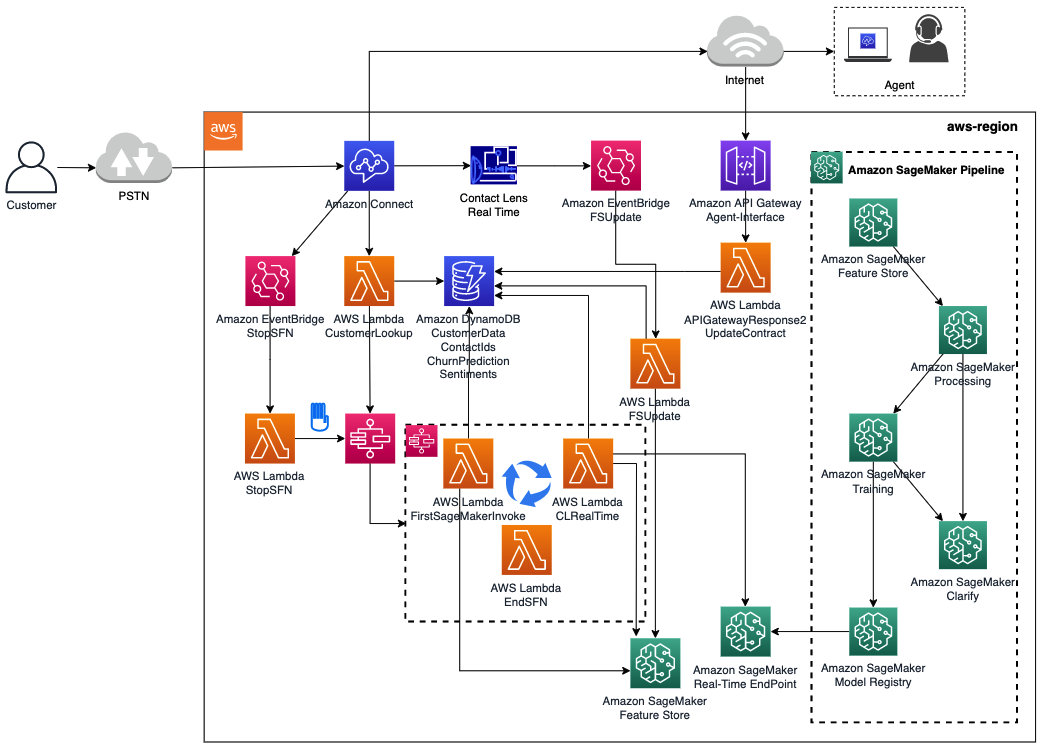 Internet
Agent
aws
aws-region
Customer
PSTN
Amazon Connect
Contact Lens
Real Time
Amazon EventBridge
FSUpdate
Amazon API Gateway
Agent-Interface
Amazon SageMaker Pipeline
Amazon SageMaker
Feature Store
Amazon EventBridge
StopSFN
AWS Lambda
CustomerLookup
Amazon DynamoDB
CustomerData
ContactIds
ChurnPrediction
Sentiments
AWS Lambda
APIGatewayResponse2
UpdateContract
Amazon SageMaker
Processing
AWS Lambda
FSUpdate
AWS Lambda
StopSFN
AWS Lambda
FirstSageMakerInvoke
AWS Lambda
CLRealTime
AWS Lambda
EndSFN
Amazon SageMaker
Training
Amazon SageMaker
Clarify
Amazon SageMaker
Feature Store
Amazon SageMaker
Real-Time EndPoint
Amazon SageMaker
Model Registry